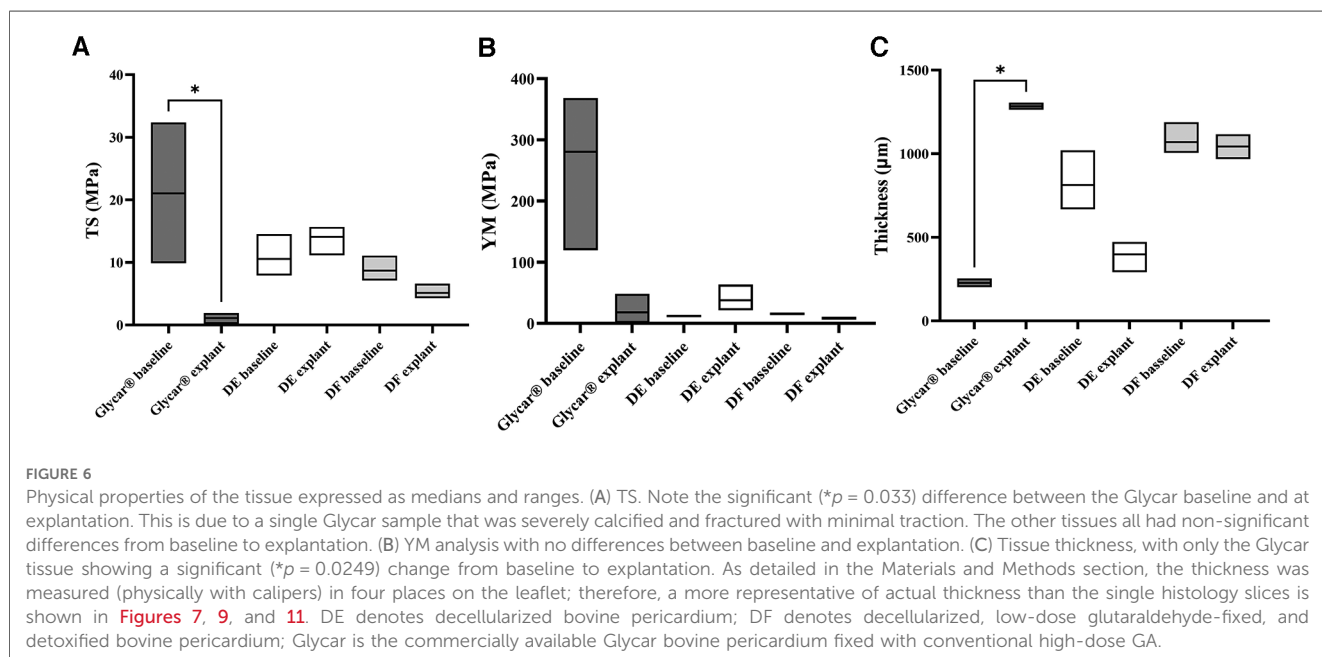 A
B
C
40
30
20
10
0
TS (MPa)
*
Glycar® baseline
Glycar® explant
DE baseline
DE explant
DF basseline
DF explant
400
300
200
100
0
YM (MPa)
Glycar® baseline
Glycar® explant
DE baseline
DE explant
DF basseline
DF explant
1500
1000
500
0
Thickness (µm)
*
Glycar® baseline
Glycar® explant
DE baseline
DE explant
DF baseline
DF explant
FIGURE 6
Physical properties of the tissue expressed as medians and ranges. (A) TS. Note the significant (*p = 0.033) difference between the Glycar baseline and at
explantation. This is due to a single Glycar sample that was severely calcified and fractured with minimal traction. The other tissues all had non-significant
differences from baseline to explantation. (B) YM analysis with no differences between baseline and explantation. (C) Tissue thickness, with only the Glycar
tissue showing a significant (*p = 0.0249) change from baseline to explantation. As detailed in the Materials and Methods section, the thickness was
measured (physically with calipers) in four places on the leaflet; therefore, a more representative of actual thickness than the single histology slices is
shown in Figures 7, 9, and 11. DE denotes decellularized bovine pericardium; DF denotes decellularized, low-dose glutaraldehyde-fixed, and
detoxified bovine pericardium; Glycar is the commercially available Glycar bovine pericardium fixed with conventional high-dose GA.